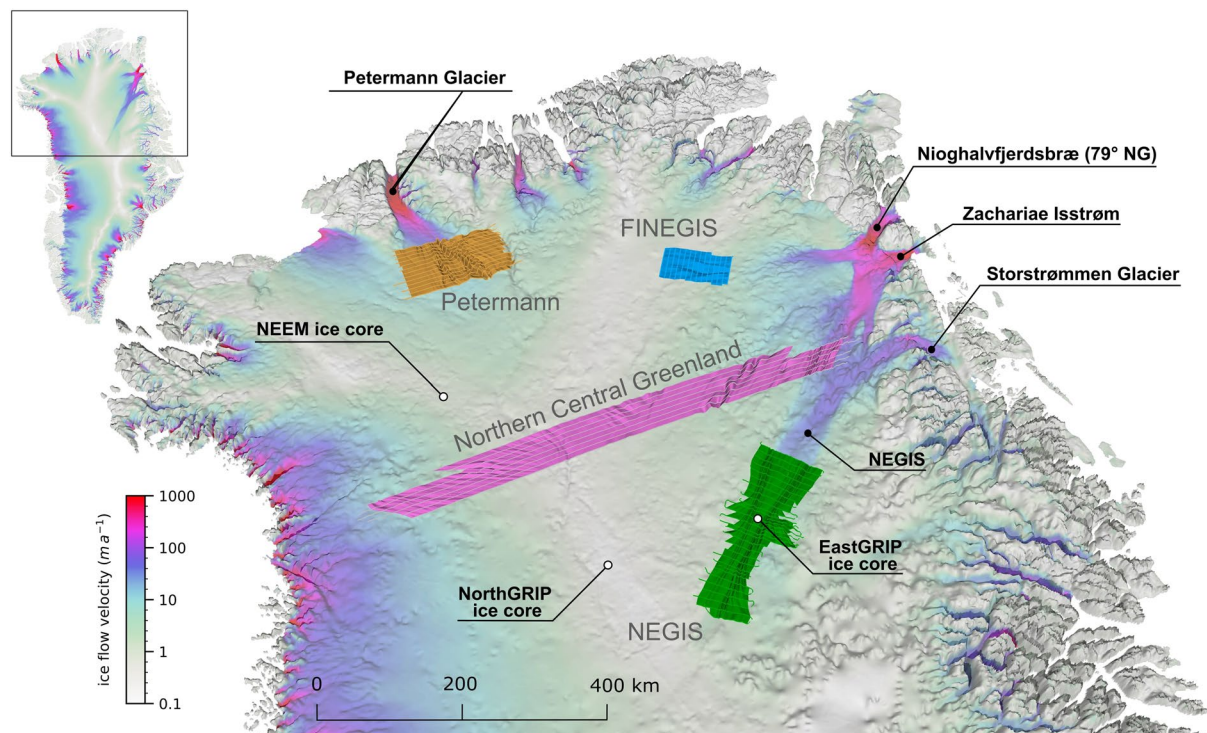 Petermann Glacier
Nioghalvfjerdsbræ (79° NG)
Zachariae Isstrøm
FINEGIS
Storstrømmen Glacier
Petermann
NEEM ice core
Northern Central Greenland
NEGIS
1000
100
10
1
0.1
ice flow velocity (m a⁻¹)
EastGRIP
ice core
NorthGRIP
ice core
NEGIS
0
200
400 km